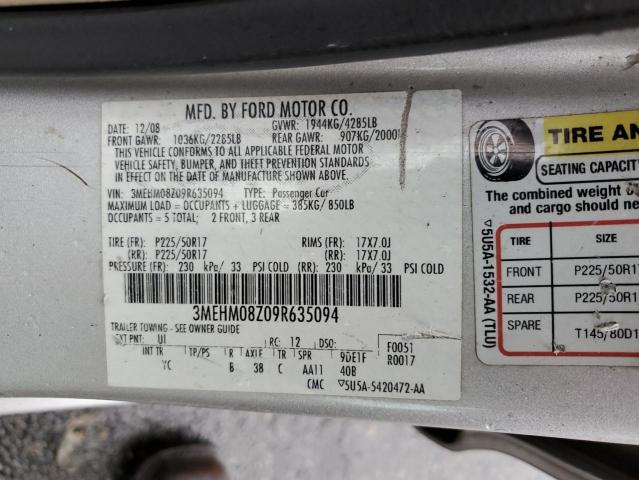 MFD. BY FORD MOTOR CO.
DATE: 12/08 GVWR: 1944KG/4285LB
FRONT GAWR: 1036KG/2285LB REAR GAWR: 907KG/2000
THIS VEHICLE CONFORMS TO ALL APPLICABLE FEDERAL MOTOR
VEHICLE SAFETY, BUMPER, AND THEFT PREVENTION STANDARDS
IN EFFECT ON THE DATE OF MANUFACTURE SHOWN ABOVE.
VIN: 3MEHM08Z09R635094 TYPE: Passenger Car
MAXIMUM LOAD = OCCUPANTS + LUGGAGE = 385KG/850LB
OCCUPANTS = 5 TOTAL; 2 FRONT, 3 REAR
TIRE (FR): P225/50R17 RIMS (FR): 17X7.0J
(RR): P225/50R17 (RR): 17X7.0J
PRESSURE (FR): 230 kPa/ 33 PSI COLD (RR): 230 kPa/ 33 PSI COLD
3MEHM08Z09R635094
TRAILER TOWING - SEE OWNER GUIDE
EXT PNT: UI RC: 12 DSO: F0051
INT TR TP/PS R AXLE TR SPR 9DE1F R0017
YC B 38 C AA11 40B
CMC ▽5U5A-5420472-AA
TIRE AN
SEATING CAPACIT
The combined weight
and cargo should
TIRE SIZE
FRONT P225/50R17
REAR P225/50R1
SPARE T145/80D1
▽5U5A-1532-AA (TLU)